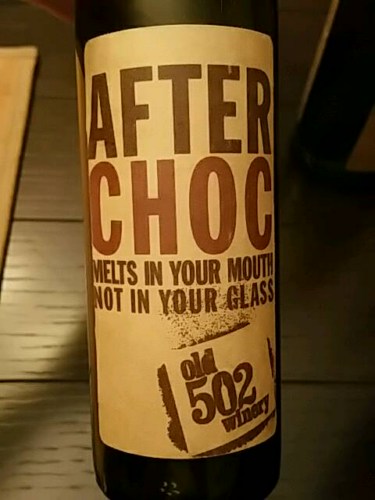 AFTER
CHOC
MELTS IN YOUR MOUTH
NOT IN YOUR GLASS
old
502
winery